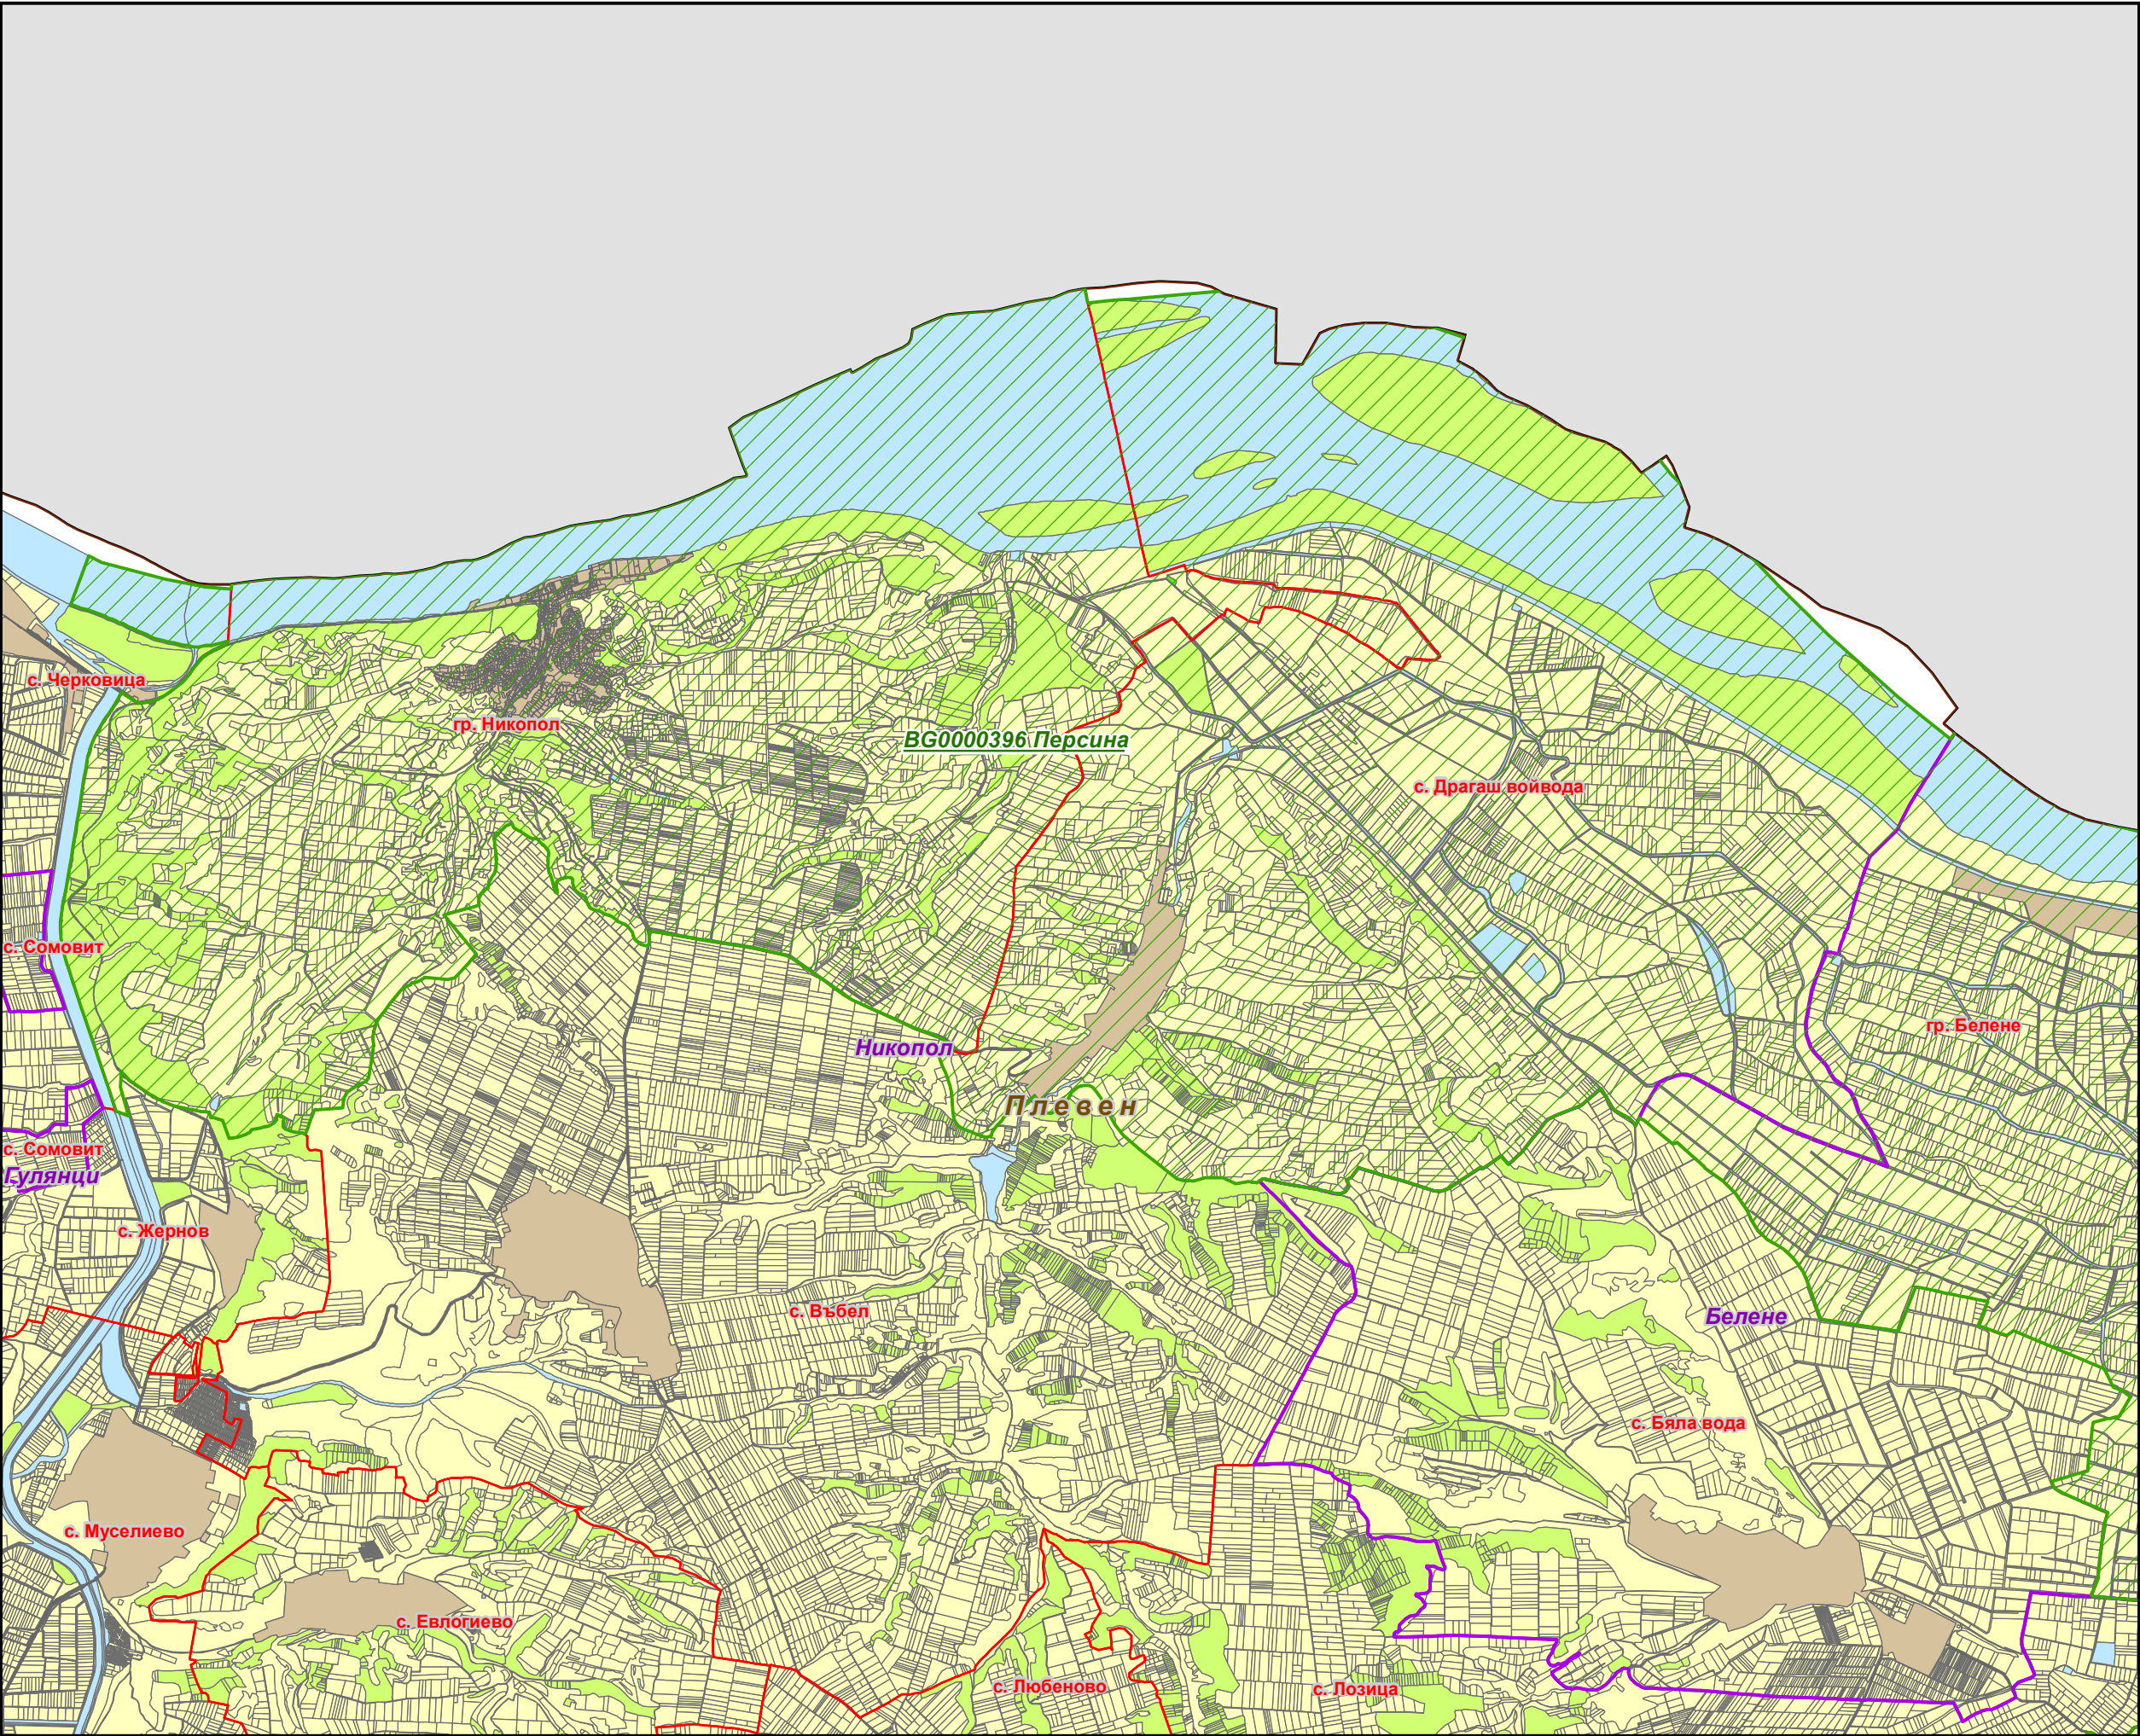 с. Черковица
гр. Никопол
BG0000396 Персина
с. Драгаш войвода
с. Сомовит
гр. Белене
Никопол
Плевен
с. Сомовит
Гулянци
с. Жернов
с. Въбел
Белене
с. Бяла вода
с. Муселиево
с. Евлогиево
с. Любеново
с. Лозица